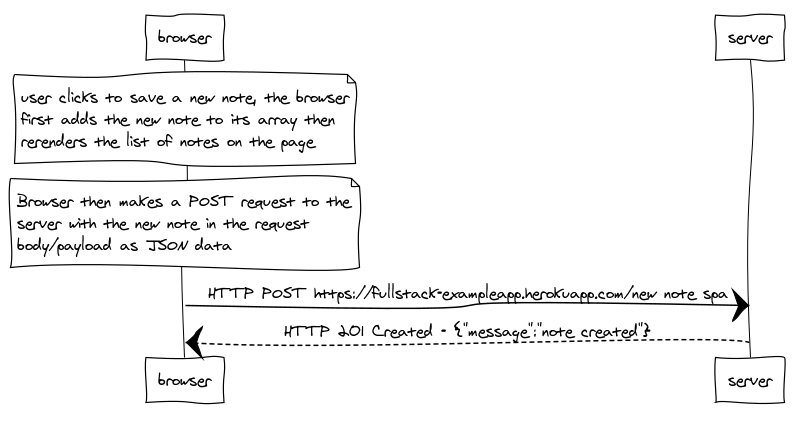 browser
server
user clicks to save a new note, the browser
first adds the new note to its array then
rerenders the list of notes on the page
Browser then makes a POST request to the
server with the new note in the request
body/payload as JSON data
HTTP POST https://fullstack-exampleapp.herokuapp.com/new note spa
HTTP 201 Created - {"message":"note created"}
browser
server